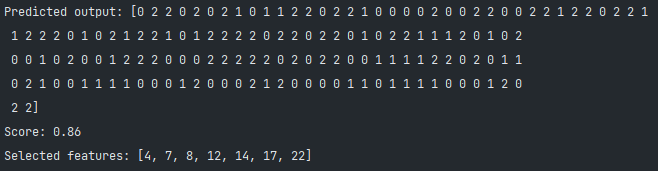 Predicted output: [0 2 2 0 2 0 2 1 0 1 1 2 2 0 2 2 1 0 0 0 0 2 0 0 2 2 0 0 2 2 1 2 2 0 2 2 1
1 2 2 2 0 1 0 2 1 2 2 1 0 1 2 2 2 2 0 2 2 2 2 0 1 0 2 2 1 1 1 2 0 1 0 2
0 0 1 0 2 0 0 1 2 2 2 0 0 0 2 2 2 2 0 2 0 2 2 0 0 1 1 1 1 2 2 0 2 0 1 1
0 2 1 0 0 1 1 1 1 0 0 0 1 2 0 0 0 2 1 2 0 0 0 0 1 1 0 1 1 1 1 0 0 0 1 2 0
2 2]
Score: 0.86
Selected features: [4, 7, 8, 12, 14, 17, 22]